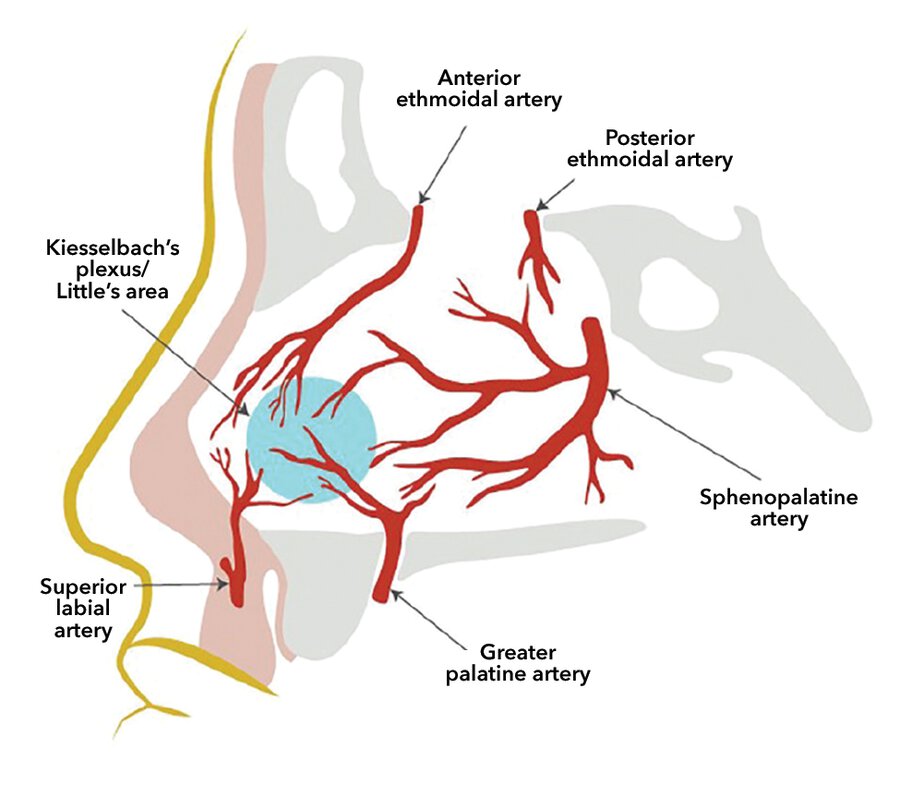 Anterior
ethmoidal artery
Posterior
ethmoidal artery
Kiesselbach's
plexus/
Little's area
Sphenopalatine
artery
Superior
labial
artery
Greater
palatine artery